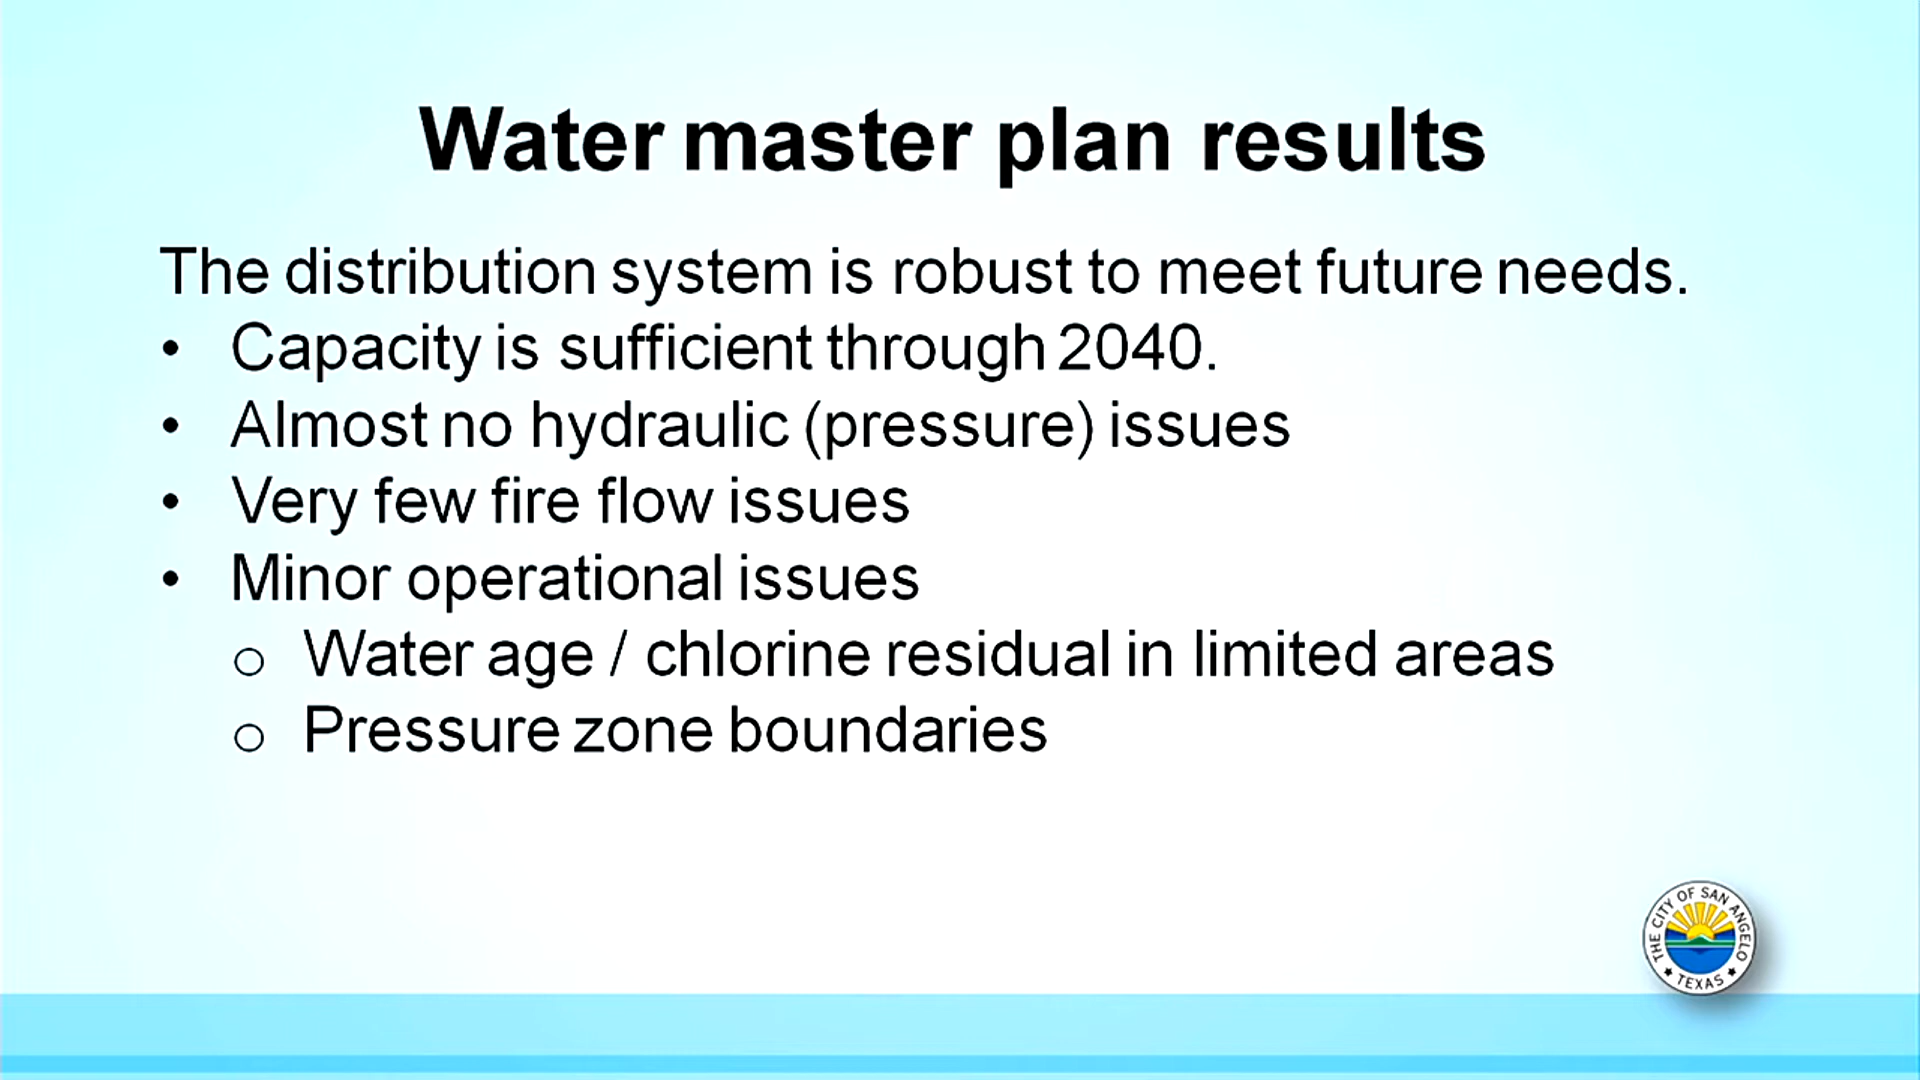 Water master plan results
The distribution system is robust to meet future needs.
• Capacity is sufficient through 2040.
• Almost no hydraulic (pressure) issues
• Very few fire flow issues
• Minor operational issues
o Water age / chlorine residual in limited areas
o Pressure zone boundaries
THE CITY OF SAN ANGELO
★ TEXAS ★